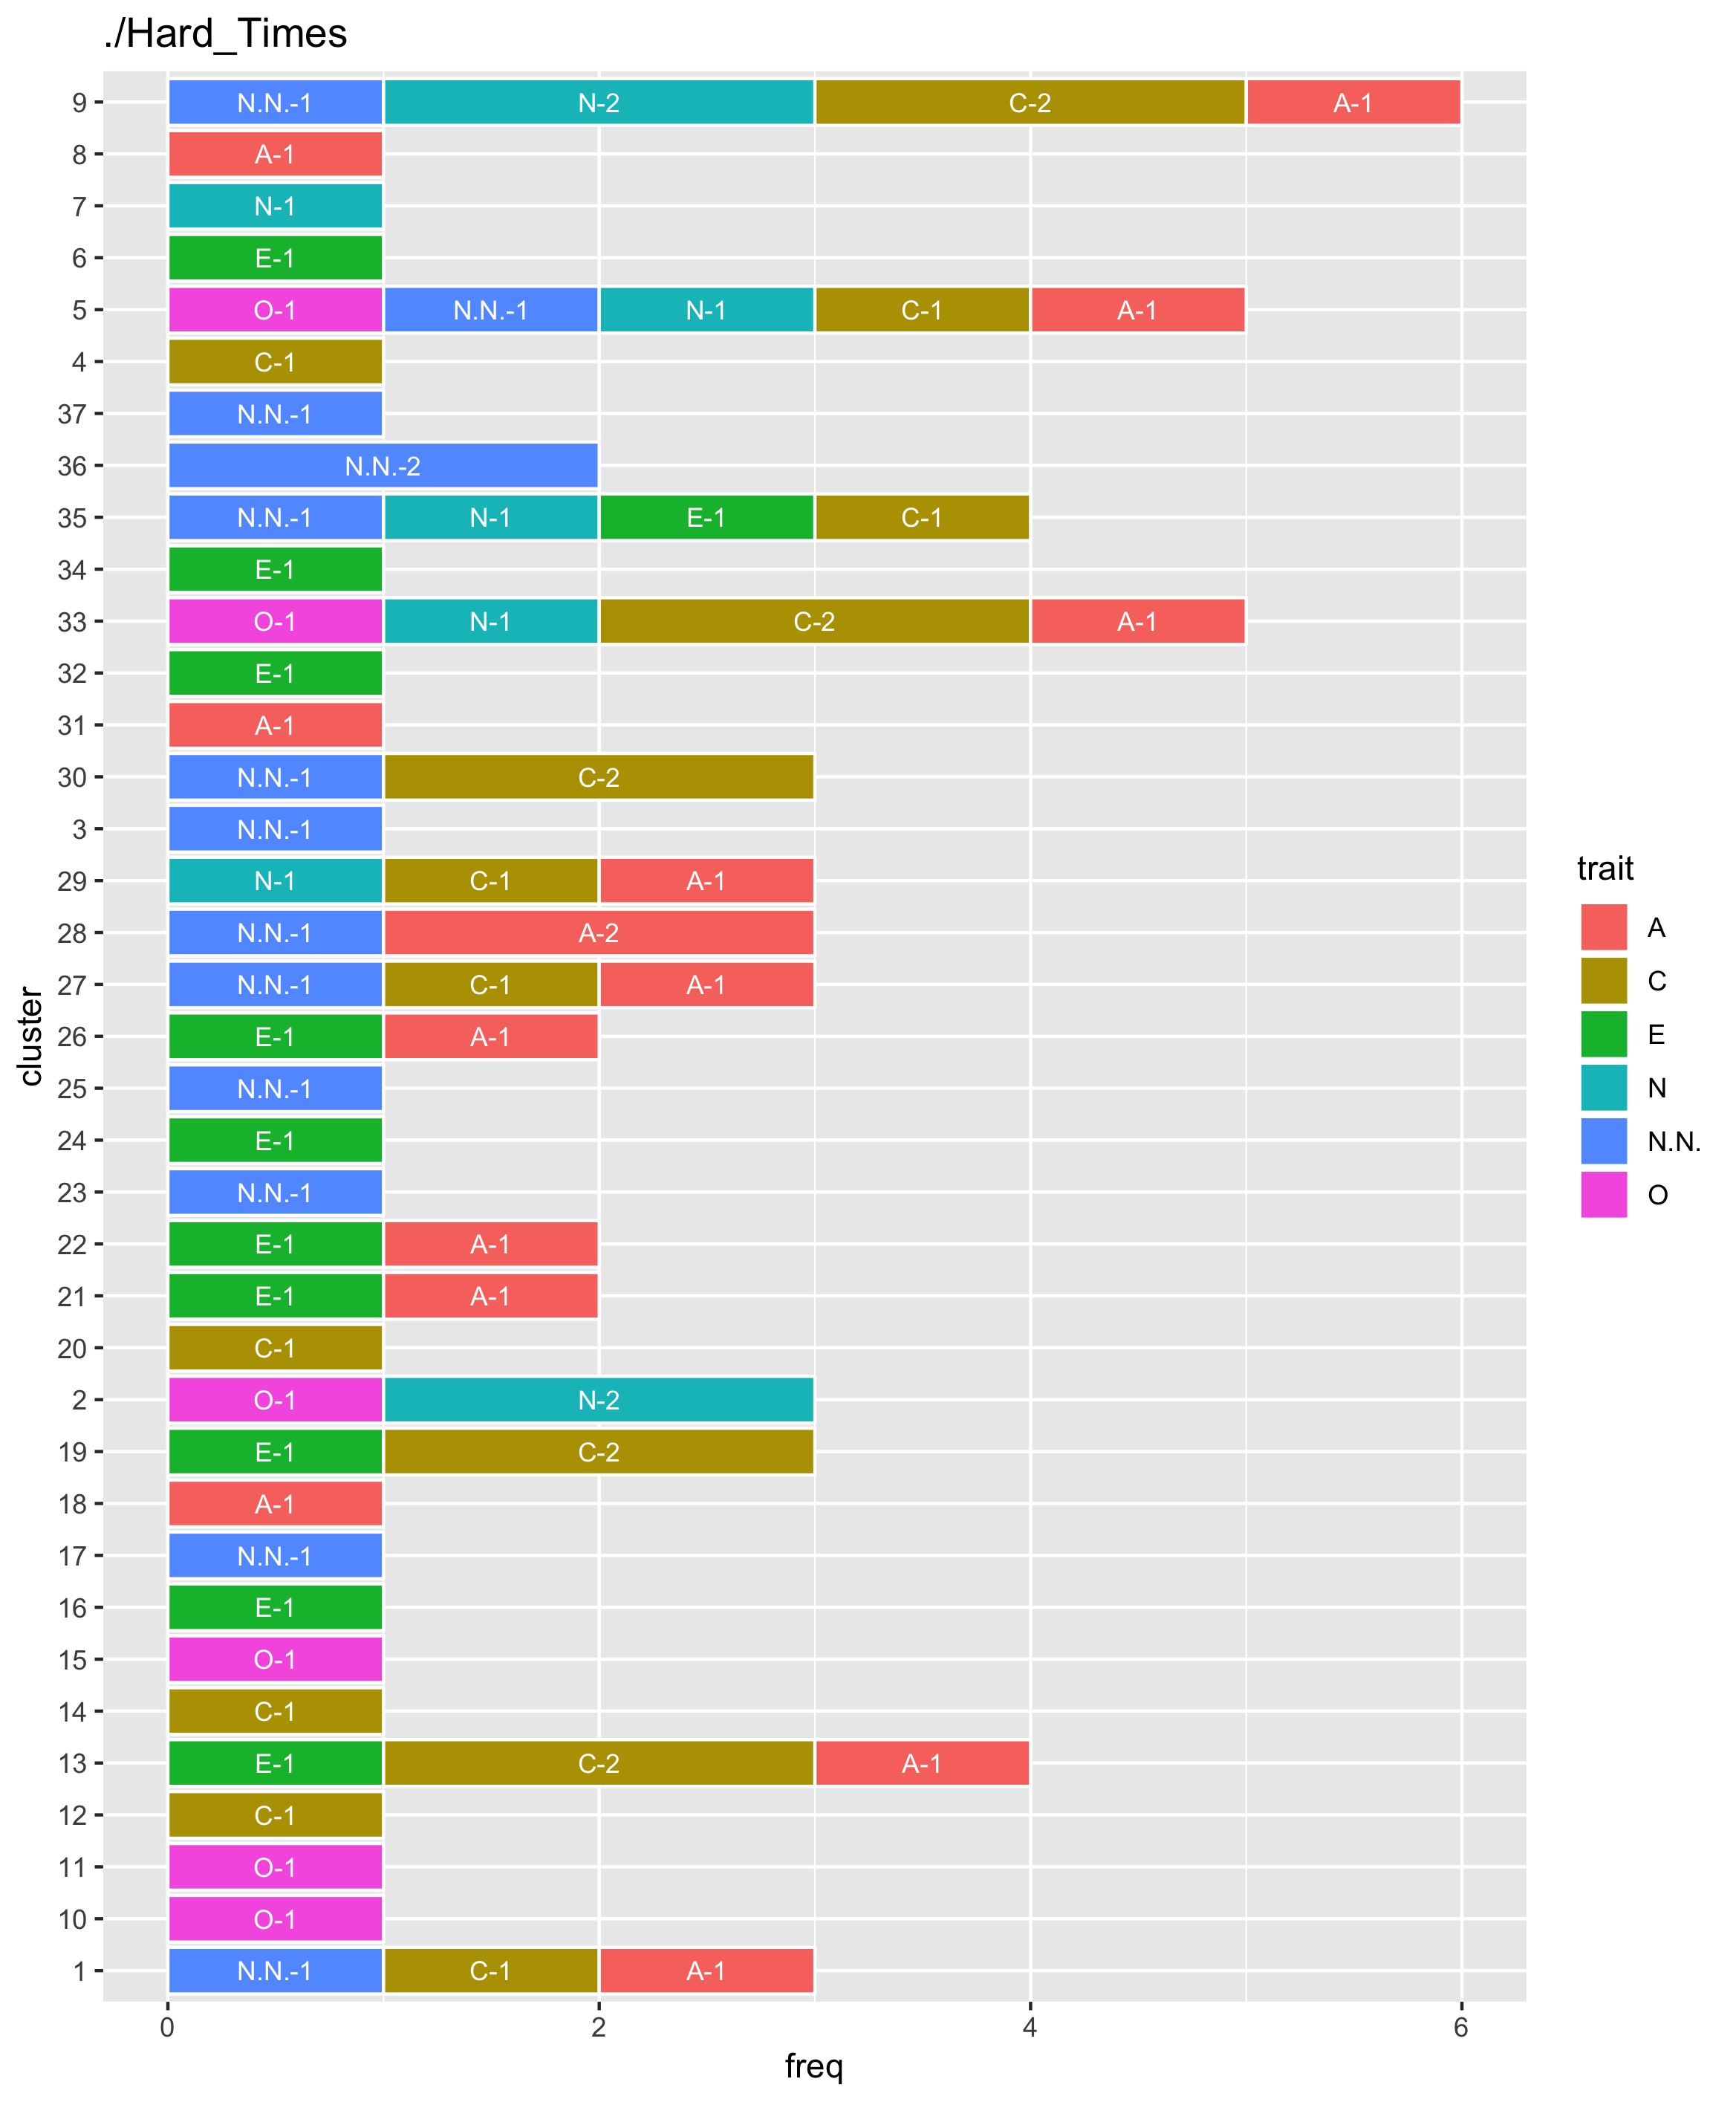 ./Hard_Times
9 N.N.-1 N-2 C-2 A-1
8 A-1
7 N-1
6 E-1
5 O-1 N.N.-1 N-1 C-1 A-1
4 C-1
37 N.N.-1
36 N.N.-2
35 N.N.-1 N-1 E-1 C-1
34 E-1
33 O-1 N-1 C-2 A-1
32 E-1
31 A-1
30 N.N.-1 C-2
3 N.N.-1
29 N-1 C-1 A-1
28 N.N.-1 A-2
27 N.N.-1 C-1 A-1
26 E-1 A-1
25 N.N.-1
24 E-1
23 N.N.-1
22 E-1 A-1
21 E-1 A-1
20 C-1
2 O-1 N-2
19 E-1 C-2
18 A-1
17 N.N.-1
16 E-1
15 O-1
14 C-1
13 E-1 C-2 A-1
12 C-1
11 O-1
10 O-1
1 N.N.-1 C-1 A-1
0 2 4 6
freq
cluster
trait
A
C
E
N
N.N.
O